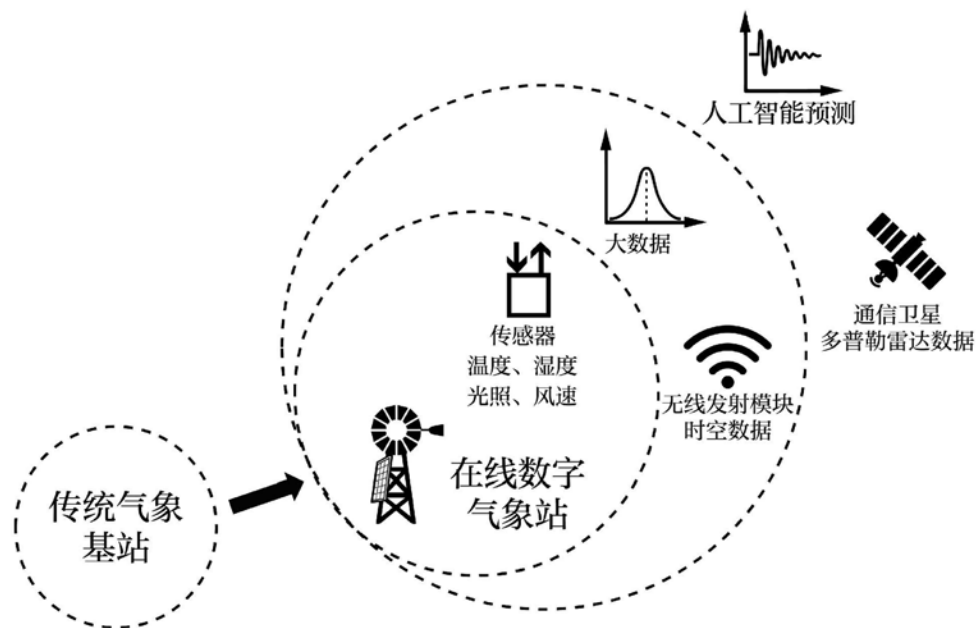 人工智能预测
大数据
通信卫星
多普勒雷达数据
传感器
温度、湿度
光照、风速
无线发射模块
时空数据
在线数字
气象站
传统气象
基站